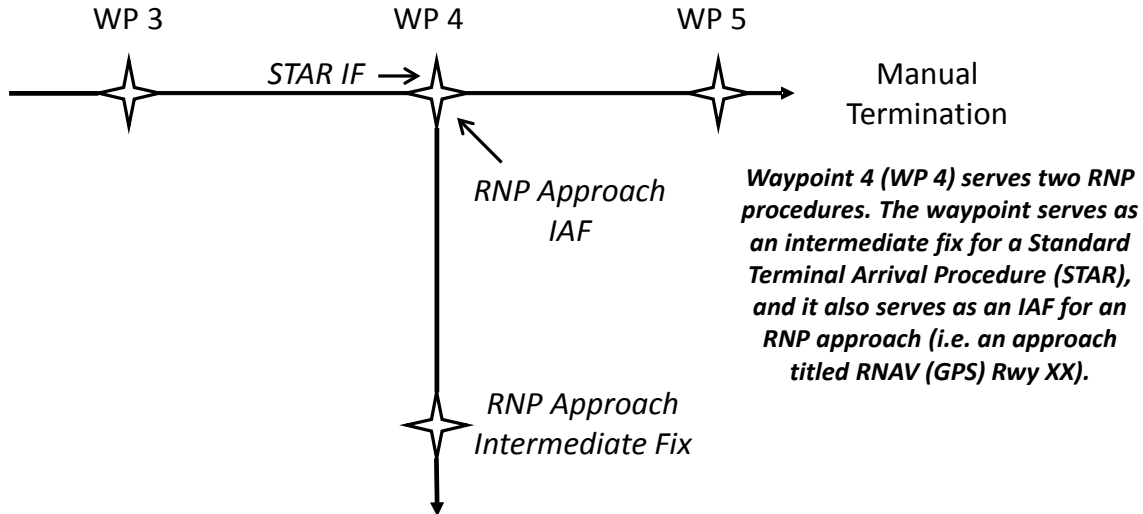 WP 3
WP 4
WP 5
STAR IF
Manual
Termination
RNP Approach
IAF
Waypoint 4 (WP 4) serves two RNP
procedures. The waypoint serves as
an intermediate fix for a Standard
Terminal Arrival Procedure (STAR),
and it also serves as an IAF for an
RNP approach (i.e. an approach
titled RNAV (GPS) Rwy XX).
RNP Approach
Intermediate Fix